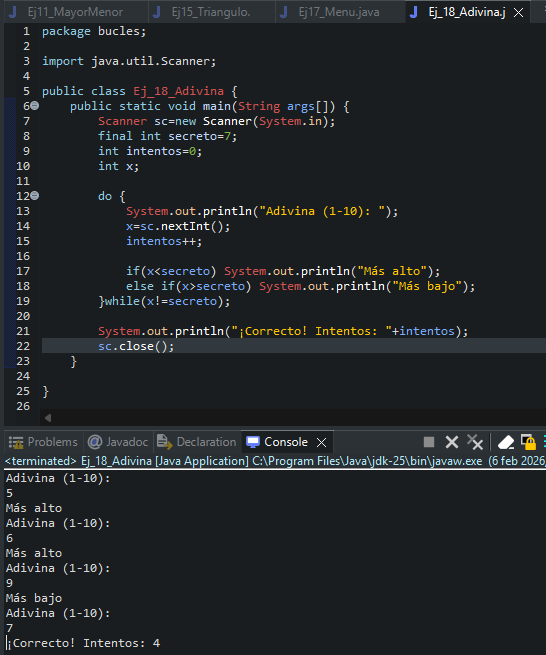 Ej11_MayorMenor Ej15_Triangulo. Ej17_Menu.java Ej_18_Adivina.j
1 package bucles;
2
3 import java.util.Scanner;
4
5 public class Ej_18_Adivina {
6 public static void main(String args[]) {
7 Scanner sc=new Scanner(System.in);
8 final int secreto=7;
9 int intentos=0;
10 int x;
11
12 do {
13 System.out.println("Adivina (1-10): ");
14 x=sc.nextInt();
15 intentos++;
16
17 if(x<secreto) System.out.println("Más alto");
18 else if(x>secreto) System.out.println("Más bajo");
19 }while(x!=secreto);
20
21 System.out.println("¡Correcto! Intentos: "+intentos);
22 sc.close();
23 }
24
25 }
26
Problems Javadoc Declaration Console
<terminated> Ej_18_Adivina [Java Application] C:\Program Files\Java\jdk-25\bin\javaw.exe (6 feb 2026,
Adivina (1-10):
5
Más alto
Adivina (1-10):
6
Más alto
Adivina (1-10):
9
Más bajo
Adivina (1-10):
7
¡Correcto! Intentos: 4